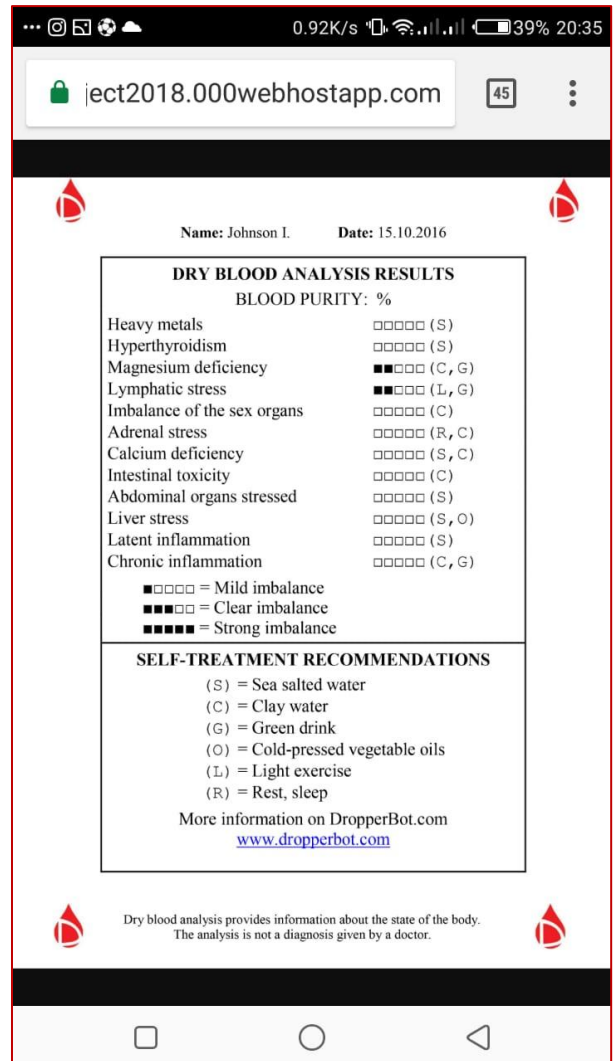 0.92K/s 39% 20:35
ject2018.000webhostapp.com 45
Name: Johnson I. Date: 15.10.2016
DRY BLOOD ANALYSIS RESULTS
BLOOD PURITY: %
Heavy metals □□□□□ (S)
Hyperthyroidism □□□□□ (S)
Magnesium deficiency ■■□□□ (C,G)
Lymphatic stress ■■□□□ (L,G)
Imbalance of the sex organs □□□□□ (C)
Adrenal stress □□□□□ (R,C)
Calcium deficiency □□□□□ (S,C)
Intestinal toxicity □□□□□ (C)
Abdominal organs stressed □□□□□ (S)
Liver stress □□□□□ (S,O)
Latent inflammation □□□□□ (S)
Chronic inflammation □□□□□ (C,G)
■□□□□ = Mild imbalance
■■■□□ = Clear imbalance
■■■■■ = Strong imbalance
SELF-TREATMENT RECOMMENDATIONS
(S) = Sea salted water
(C) = Clay water
(G) = Green drink
(O) = Cold-pressed vegetable oils
(L) = Light exercise
(R) = Rest, sleep
More information on DropperBot.com
www.dropperbot.com
Dry blood analysis provides information about the state of the body.
The analysis is not a diagnosis given by a doctor.